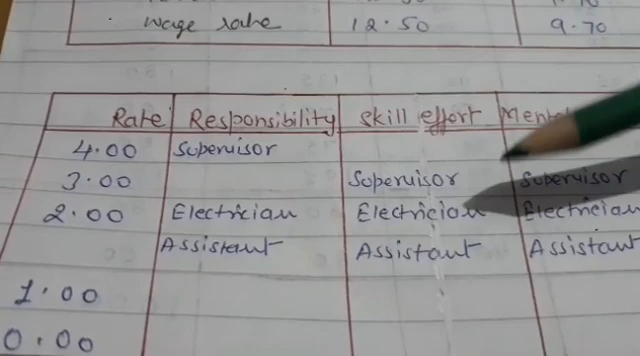 Wage rate 12.50 9.70
Rate Responsibility Skill effort
4.00 Supervisor
3.00 Supervisor Supervisor
2.00 Electrician Electrician Electrician
Assistant Assistant Assistant
1.00
0.00